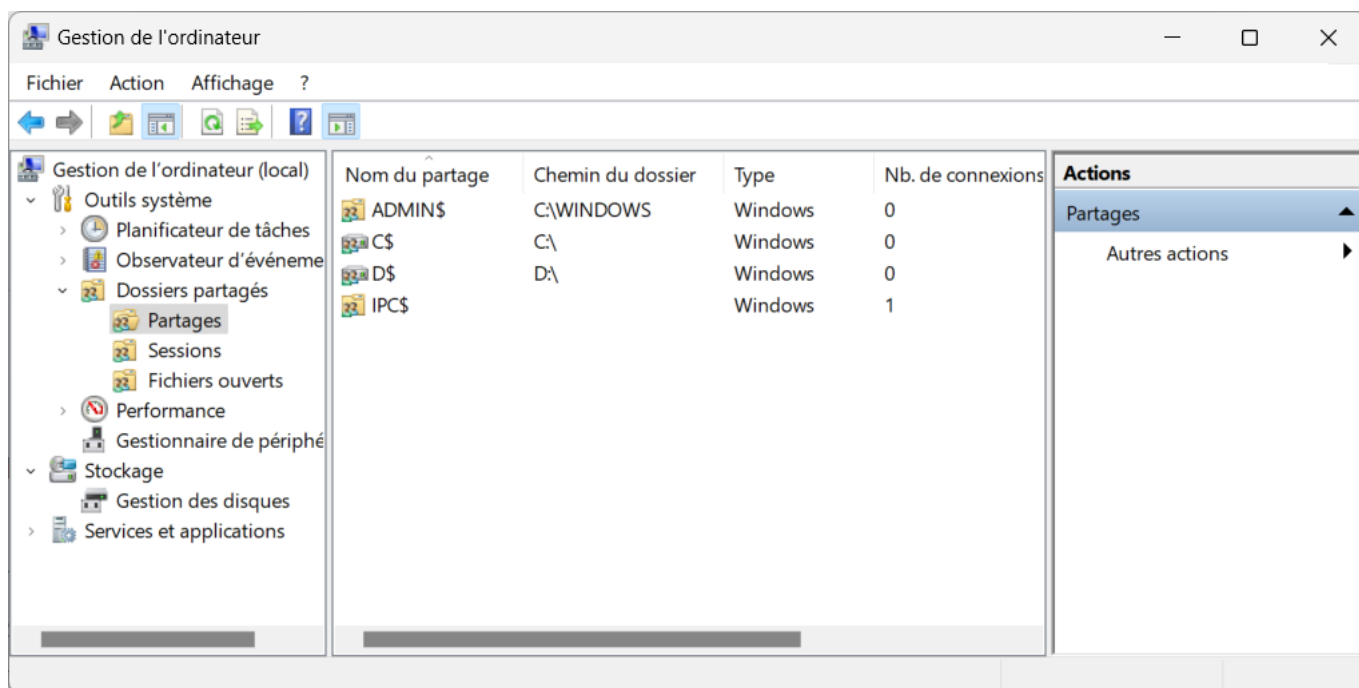 Gestion de l'ordinateur
Fichier Action Affichage ?
Gestion de l'ordinateur (local)
Outils système
Planificateur de tâches
Observateur d'événeme
Dossiers partagés
Partages
Sessions
Fichiers ouverts
Performance
Gestionnaire de périphé
Stockage
Gestion des disques
Services et applications
Nom du partage Chemin du dossier Type Nb. de connexions
ADMIN$ C:\WINDOWS Windows 0
C$ C:\ Windows 0
D$ D:\ Windows 0
IPC$ Windows 1
Actions
Partages
Autres actions